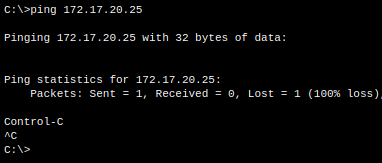 C:\>ping 172.17.20.25
Pinging 172.17.20.25 with 32 bytes of data:
Ping statistics for 172.17.20.25:
Packets: Sent = 1, Received = 0, Lost = 1 (100% loss),
Control-C
^C
C:\>